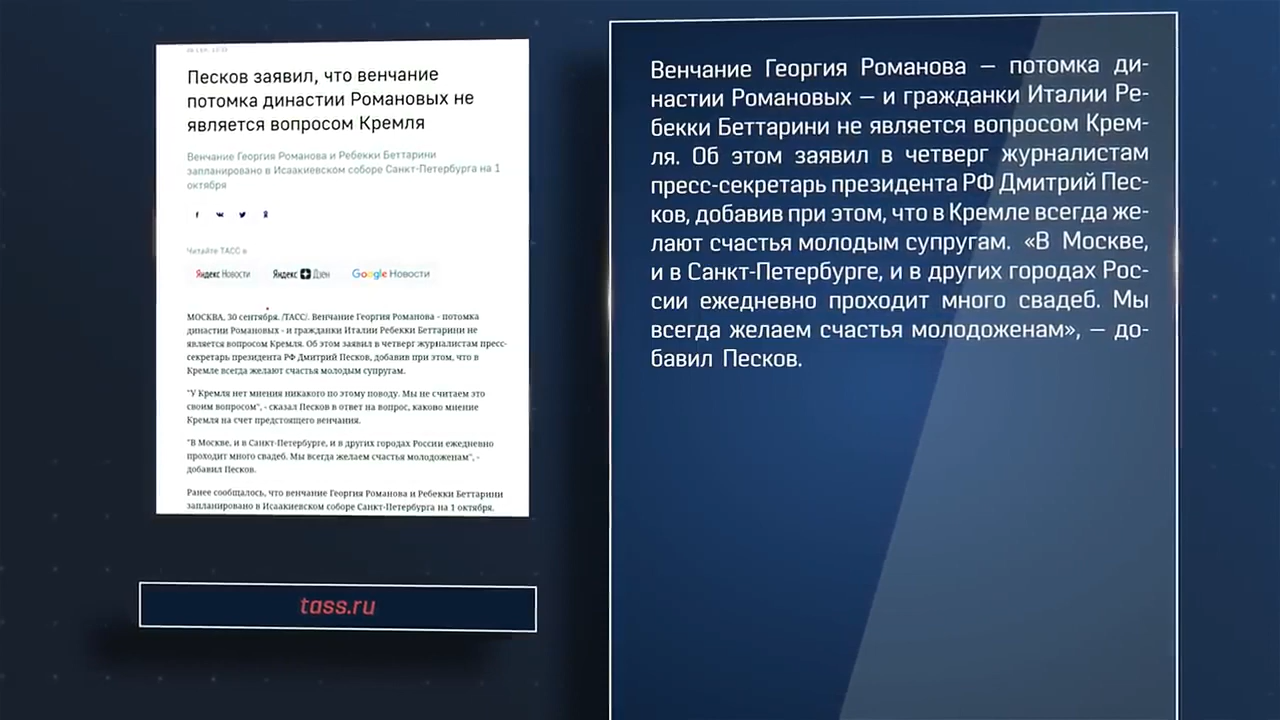 Песков заявил, что венчание
потомка династии Романовых не
является вопросом Кремля
Венчание Георгия Романова и Ребекки Беттарини
запланировано в Исаакиевском соборе Санкт-Петербурга на 1
октября
Читайте ТАСС в
Яндекс Новости
Яндекс Дзен
Google Новости
МОСКВА, 30 сентября. /ТАСС/. Венчание Георгия Романова - потомка
династии Романовых - и гражданки Италии Ребекки Беттарини не
является вопросом Кремля. Об этом заявил в четверг журналистам пресс-
секретарь президента РФ Дмитрий Песков, добавив при этом, что в
Кремле всегда желают счастья молодым супругам.
"У Кремля нет мнения никакого по этому поводу. Мы не считаем это
своим вопросом", - сказал Песков в ответ на вопрос, каково мнение
Кремля на счет предстоящего венчания.
"В Москве, и в Санкт-Петербурге, и в других городах России ежедневно
проходит много свадеб. Мы всегда желаем счастья молодоженам", -
добавил Песков.
Ранее сообщалось, что венчание Георгия Романова и Ребекки Беттарини
запланировано в Исаакиевском соборе Санкт-Петербурга на 1 октября.
tass.ru
Венчание Георгия Романова — потомка ди-
настии Романовых — и гражданки Италии Ре-
бекки Беттарини не является вопросом Крем-
ля. Об этом заявил в четверг журналистам
пресс-секретарь президента РФ Дмитрий Пес-
ков, добавив при этом, что в Кремле всегда же-
лают счастья молодым супругам. «В Москве,
и в Санкт-Петербурге, и в других городах Рос-
сии ежедневно проходит много свадеб. Мы
всегда желаем счастья молодоженам», — до-
бавил Песков.